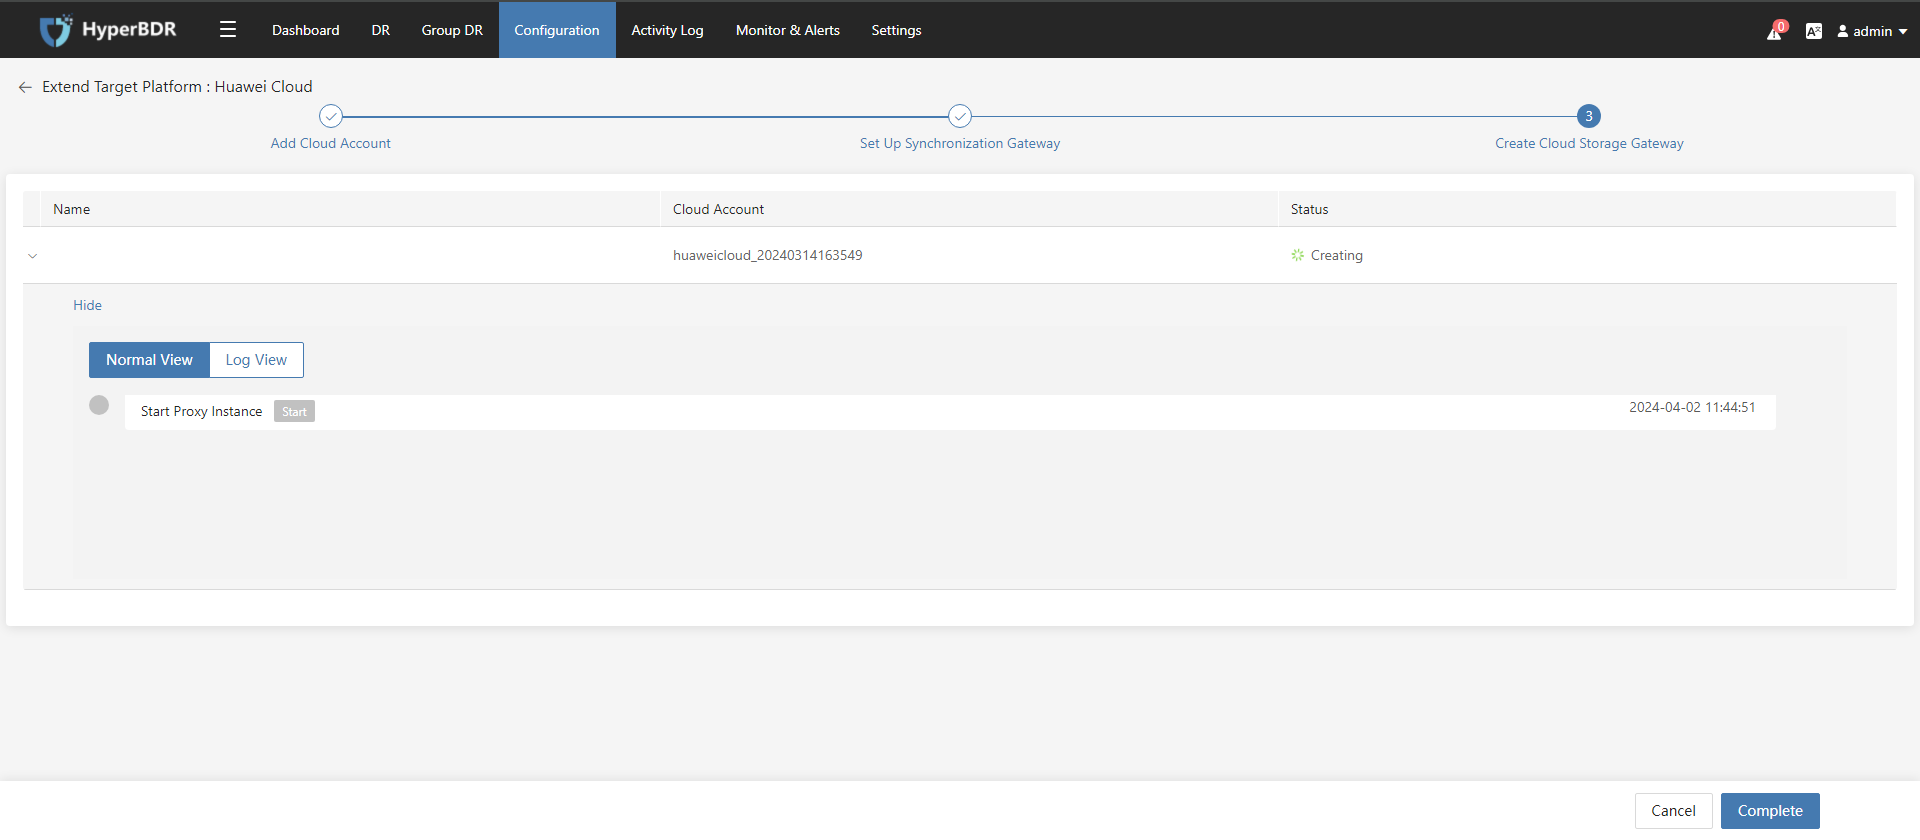 HyperBDR
Dashboard DR Group DR Configuration Activity Log Monitor & Alerts Settings 0 admin
Extend Target Platform : Huawei Cloud
3
Add Cloud Account Set Up Synchronization Gateway Create Cloud Storage Gateway
Name Cloud Account Status
huaweicloud_20240314163549 Creating
Hide
Normal View Log View
Start Proxy Instance Start 2024-04-02 11:44:51
Cancel Complete